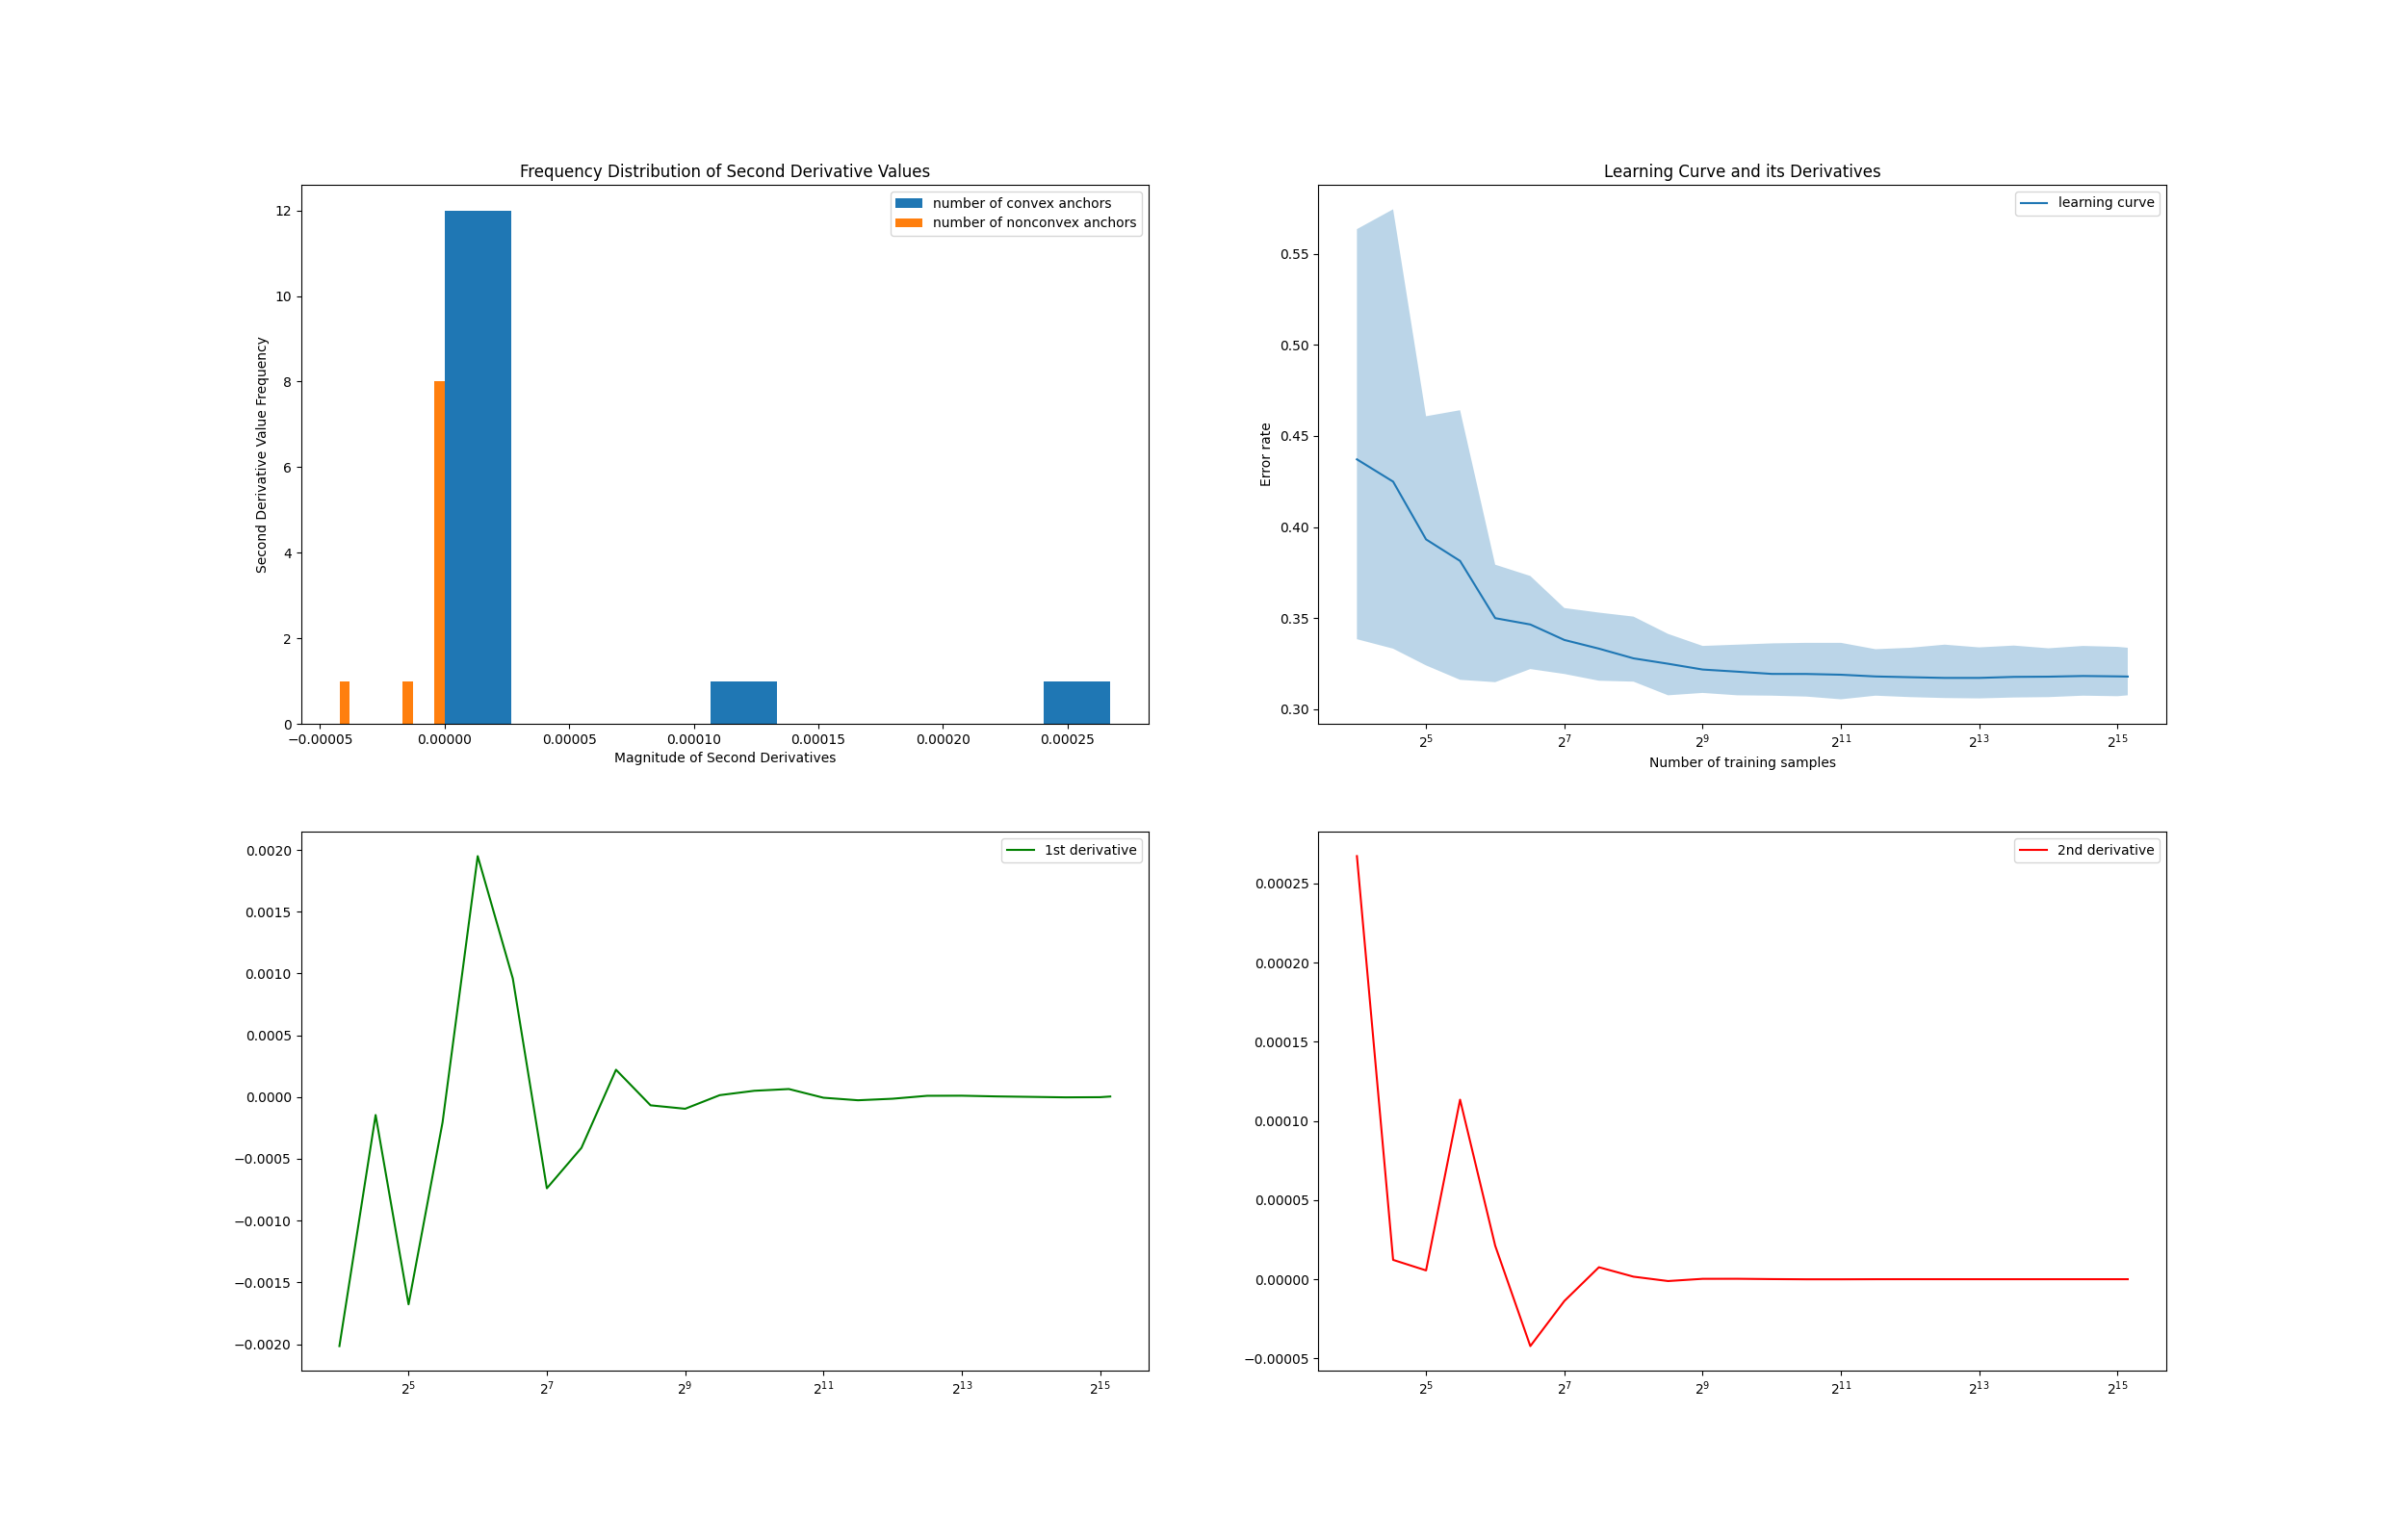 Frequency Distribution of Second Derivative Values
number of convex anchors
number of nonconvex anchors
12
10
8
6
4
2
0
Second Derivative Value Frequency
−0.00005 0.00000 0.00005 0.00010 0.00015 0.00020 0.00025
Magnitude of Second Derivatives
Learning Curve and its Derivatives
learning curve
0.55
0.50
0.45
0.40
0.35
0.30
Error rate
2^5 2^7 2^9 2^11 2^13 2^15
Number of training samples
1st derivative
0.0020
0.0015
0.0010
0.0005
0.0000
−0.0005
−0.0010
−0.0015
−0.0020
2^5 2^7 2^9 2^11 2^13 2^15
2nd derivative
0.00025
0.00020
0.00015
0.00010
0.00005
0.00000
−0.00005
2^5 2^7 2^9 2^11 2^13 2^15